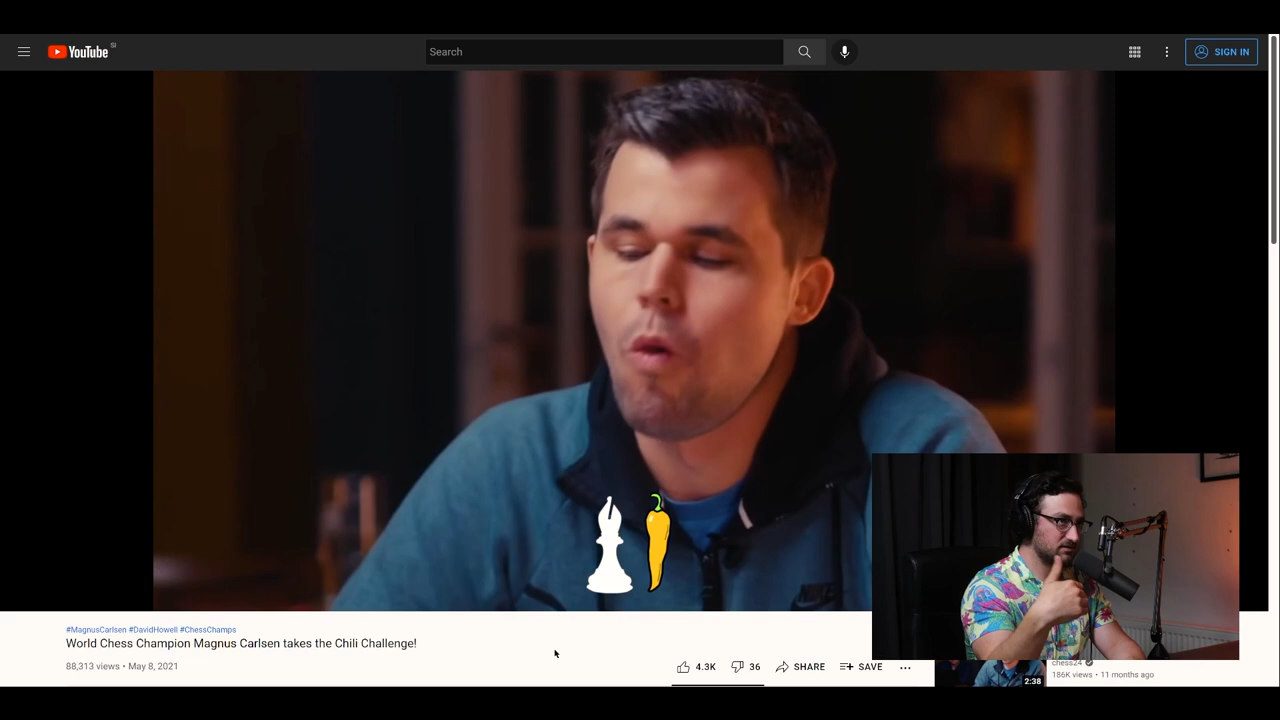 YouTube SI
Search
SIGN IN
#MagnusCarlsen #DavidHowell #ChessChamps
World Chess Champion Magnus Carlsen takes the Chili Challenge!
88,313 views • May 8, 2021
4.3K
36
SHARE
SAVE
2:38
chess24
186K views • 11 months ago